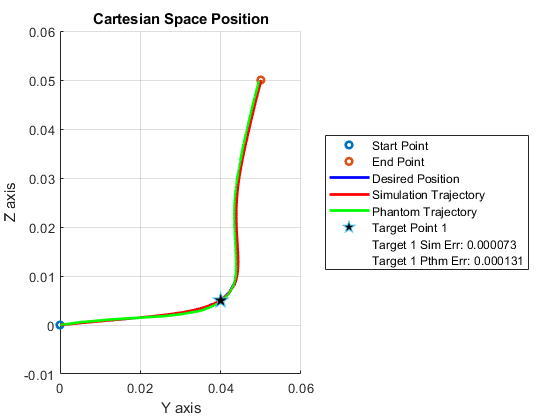 Cartesian Space Position
0.06
0.05
0.04
0.03
0.02
0.01
0
-0.01
Z axis
0
0.02
0.04
0.06
Y axis
Start Point
End Point
Desired Position
Simulation Trajectory
Phantom Trajectory
Target Point 1
Target 1 Sim Err: 0.000073
Target 1 Pthm Err: 0.000131